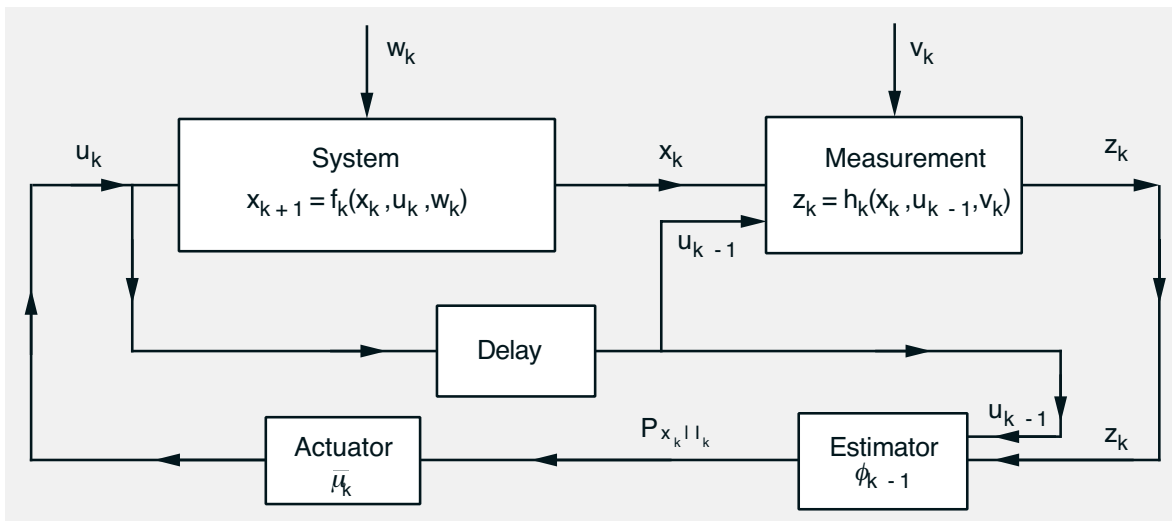 w_k
v_k
System
x_{k + 1} = f_k(x_k ,u_k ,w_k)
Measurement
z_k = h_k(x_k ,u_{k - 1},v_k)
u_k
x_k
z_k
u_{k - 1}
Delay
Actuator
μ̅_k
P_{x_k | I_k}
Estimator
ϕ_{k - 1}
u_{k - 1}
z_k